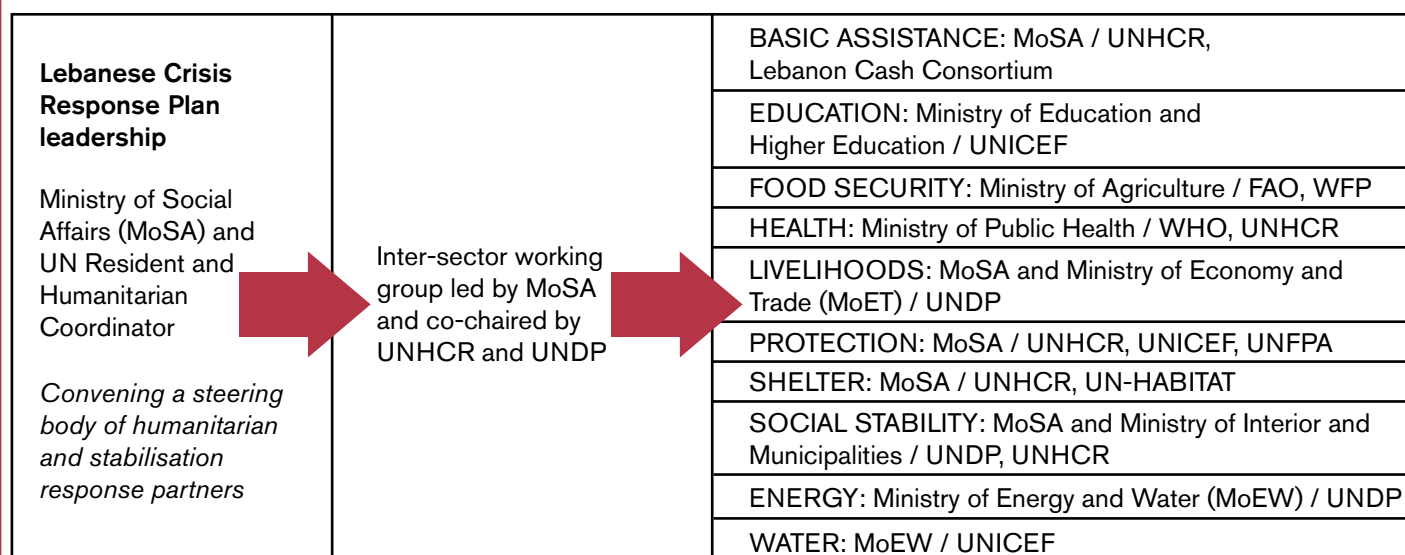 Lebanese Crisis
Response Plan
leadership
Ministry of Social
Affairs (MoSA) and
UN Resident and
Humanitarian
Coordinator
Convening a steering
body of humanitarian
and stabilisation
response partners
Inter-sector working
group led by MoSA
and co-chaired by
UNHCR and UNDP
BASIC ASSISTANCE: MoSA / UNHCR,
Lebanon Cash Consortium
EDUCATION: Ministry of Education and
Higher Education / UNICEF
FOOD SECURITY: Ministry of Agriculture / FAO, WFP
HEALTH: Ministry of Public Health / WHO, UNHCR
LIVELIHOODS: MoSA and Ministry of Economy and
Trade (MoET) / UNDP
PROTECTION: MoSA / UNHCR, UNICEF, UNFPA
SHELTER: MoSA / UNHCR, UN-HABITAT
SOCIAL STABILITY: MoSA and Ministry of Interior and
Municipalities / UNDP, UNHCR
ENERGY: Ministry of Energy and Water (MoEW) / UNDP
WATER: MoEW / UNICEF